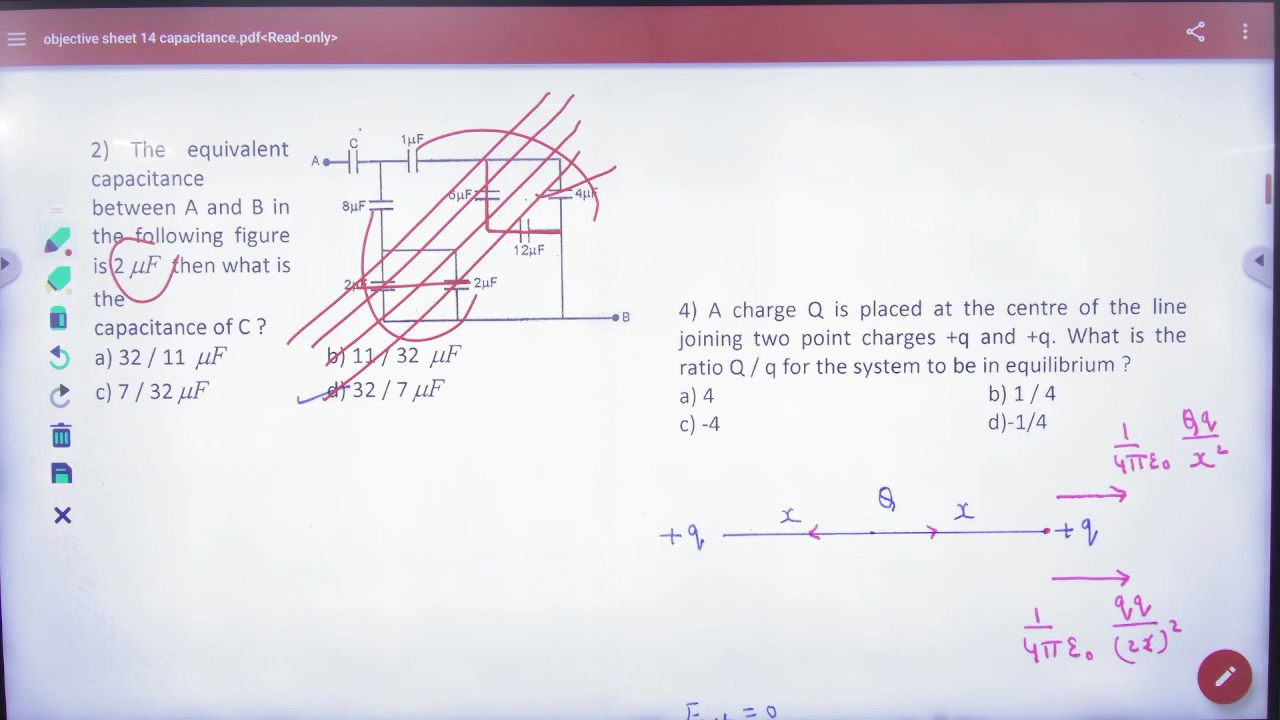 objective sheet 14 capacitance.pdf<Read-only>
2) The equivalent
capacitance
between A and B in
the following figure
is 2 μF then what is
the
capacitance of C ?
a) 32 / 11 μF
b) 11 / 32 μF
c) 7 / 32 μF
d) 32 / 7 μF
A
C
1μF
8μF
6μF
4μF
12μF
2μF
2μF
B
4) A charge Q is placed at the centre of the line
joining two point charges +q and +q. What is the
ratio Q / q for the system to be in equilibrium ?
a) 4
b) 1 / 4
c) -4
d)-1/4
1/4πε₀ Qq/x²
+q x Q x +q
1/4πε₀ qq/(2x)²
= 0